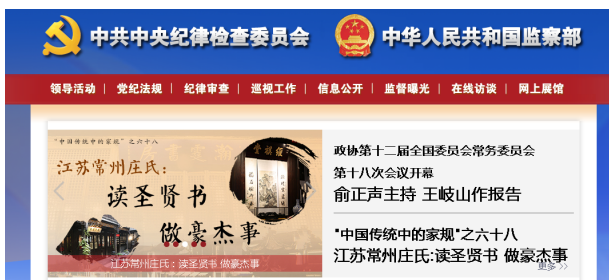 中共中央纪律检查委员会 中华人民共和国监察部
领导活动 | 党纪法规 | 纪律审查 | 巡视工作 | 信息公开 | 监督曝光 | 在线访谈 | 网上展馆
“中国传统中的家规”之六十八
江苏常州庄氏：
读圣贤书
做豪杰事
江苏常州庄氏：读圣贤书 做豪杰事
政协第十二届全国委员会常务委员会
第十八次会议开幕
俞正声主持 王岐山作报告
"中国传统中的家规"之六十八
江苏常州庄氏:读圣贤书 做豪杰事
更多>>